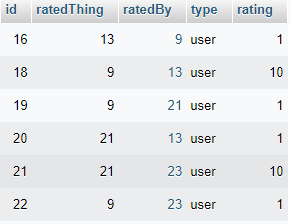 id ratedThing ratedBy type rating
16 13 9 user 1
18 9 13 user 10
19 9 21 user 1
20 21 13 user 1
21 21 23 user 10
22 9 23 user 1